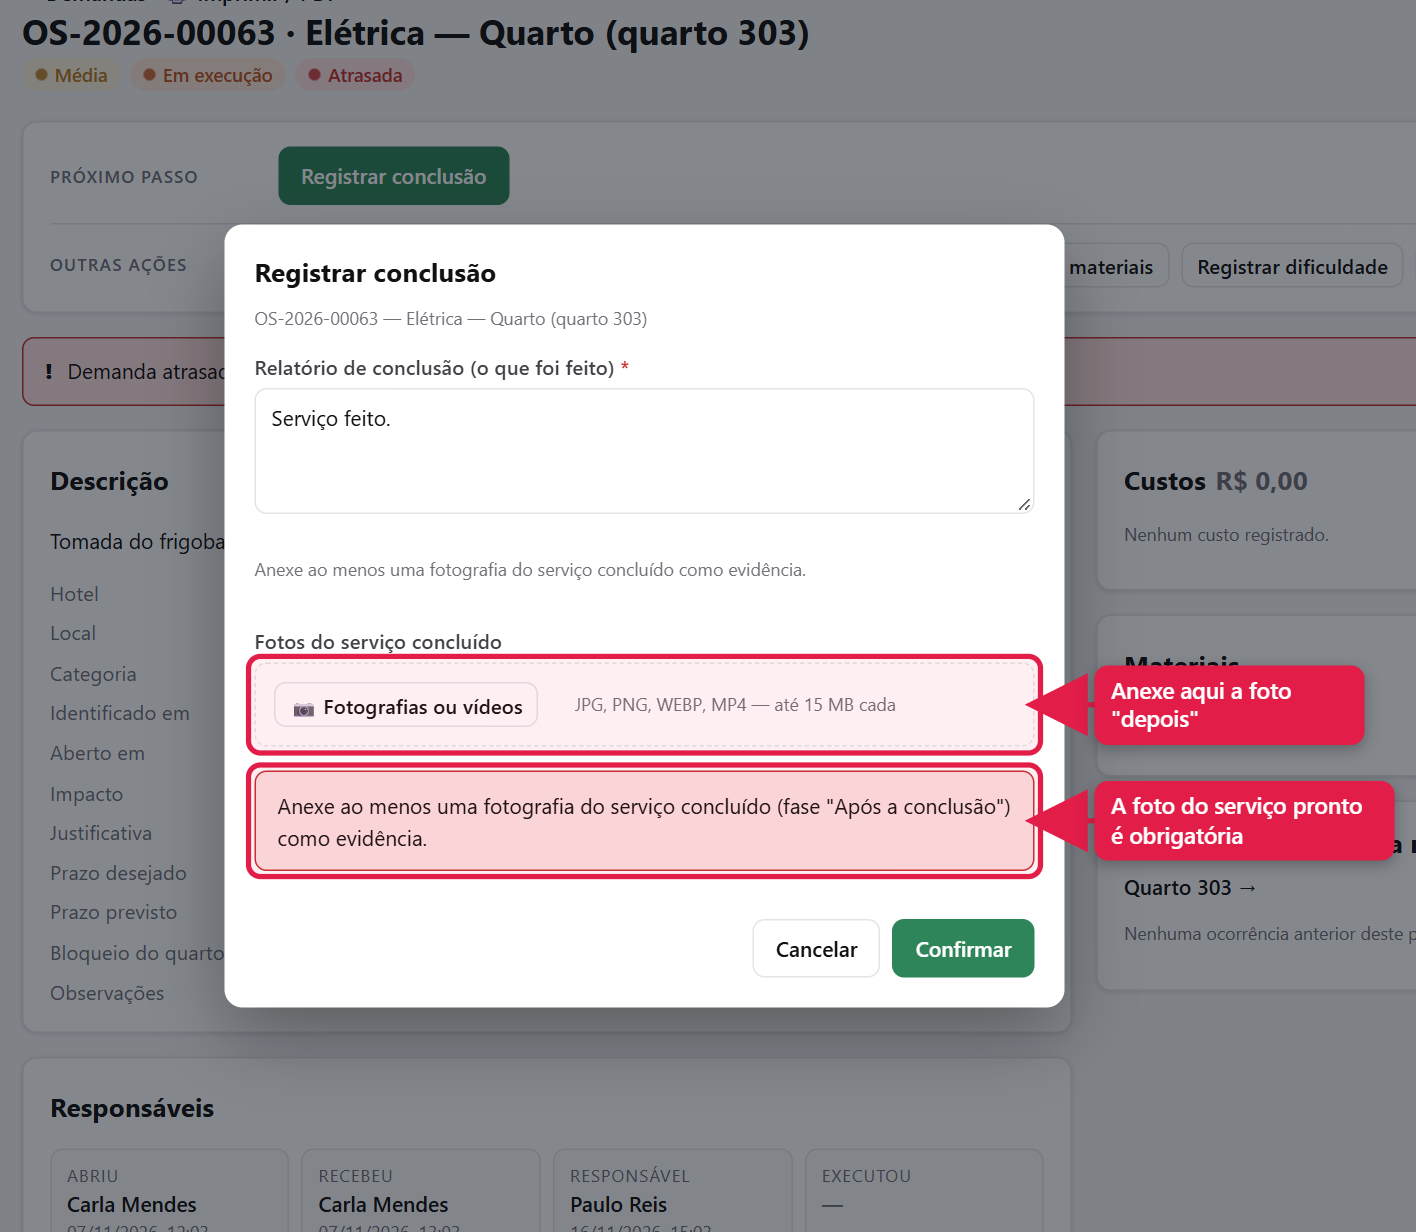 OS-2026-00063 · Elétrica — Quarto (quarto 303)
Média
Em execução
Atrasada
PRÓXIMO PASSO
Registrar conclusão
OUTRAS AÇÕES
materiais
Registrar dificuldade
! Demanda
Registrar conclusão
OS-2026-00063 — Elétrica — Quarto (quarto 303)
Relatório de conclusão (o que foi feito) *
Serviço feito.
Anexe ao menos uma fotografia do serviço concluído como evidência.
Fotos do serviço concluído
Fotografias ou vídeos
JPG, PNG, WEBP, MP4 — até 15 MB cada
Anexe ao menos uma fotografia do serviço concluído (fase "Após a conclusão")
como evidência.
Cancelar
Confirmar
Anexe aqui a foto
"depois"
A foto do serviço pronto
é obrigatória
Descrição
Tomada do
Hotel
Local
Categoria
Identificado em
Aberto em
Impacto
Justificativa
Prazo desejado
Prazo previsto
Bloqueio do quarto
Observações
Custos R$ 0,00
Nenhum custo registrado.
Quarto 303 →
Nenhuma ocorrência anterior deste
Responsáveis
ABRIU
Carla Mendes
RECEBEU
Carla Mendes
RESPONSÁVEL
Paulo Reis
EXECUTOU
—